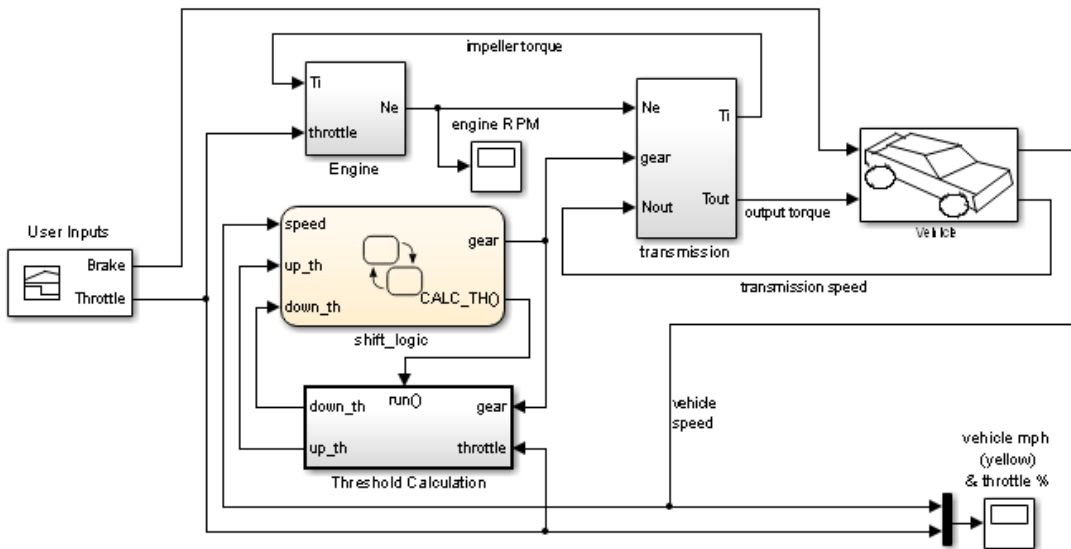 impeller torque
Ti
Ne
throttle
Engine
engine RPM
Ne
Ti
gear
Nout
Tout
transmission
output torque
Vehicle
transmission speed
User Inputs
Brake
Throttle
speed
gear
up_th
down_th
CALC_TH()
shift_logic
run()
down_th
gear
up_th
throttle
Threshold Calculation
vehicle
speed
vehicle mph
(yellow)
& throttle %